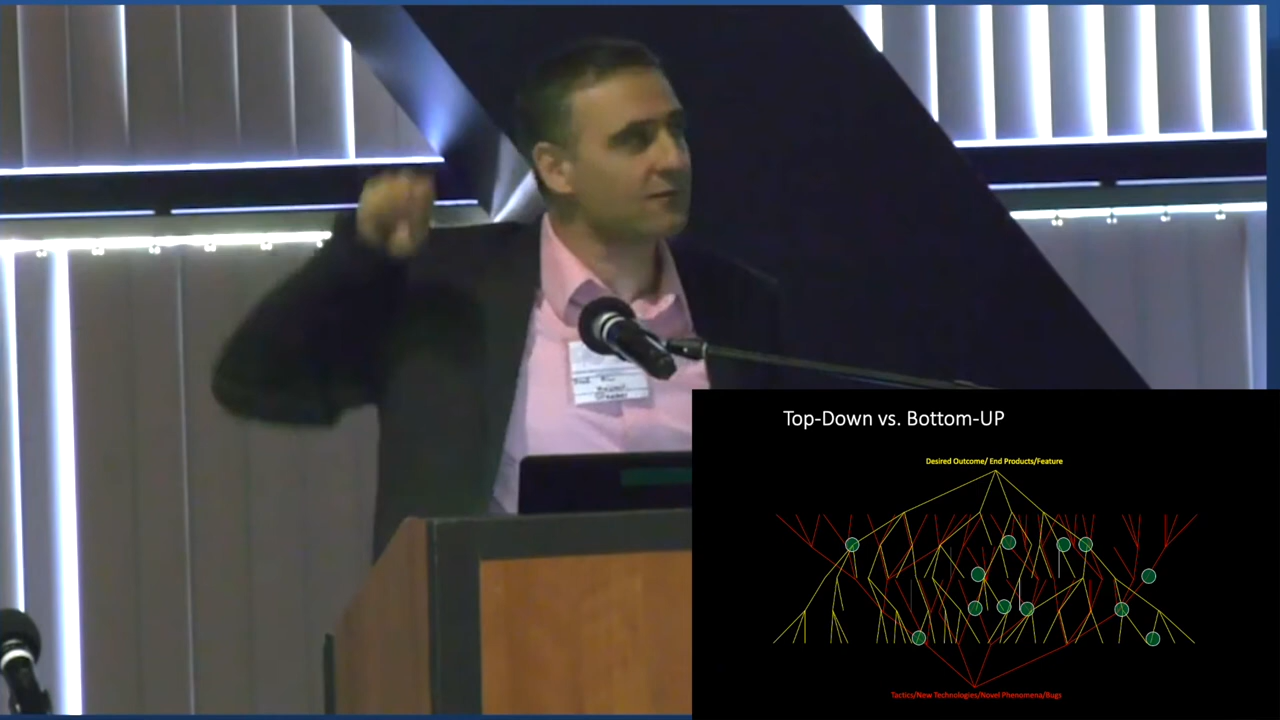 Top-Down vs. Bottom-UP
Desired Outcome/ End Products/Feature
Tactics/New Technologies/Novel Phenomena/Bugs